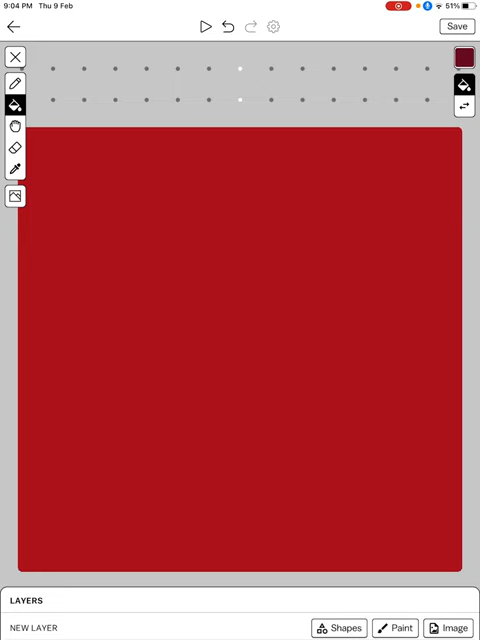 9:04 PM Thu 9 Feb
51%
Save
LAYERS
NEW LAYER
Shapes
Paint
Image